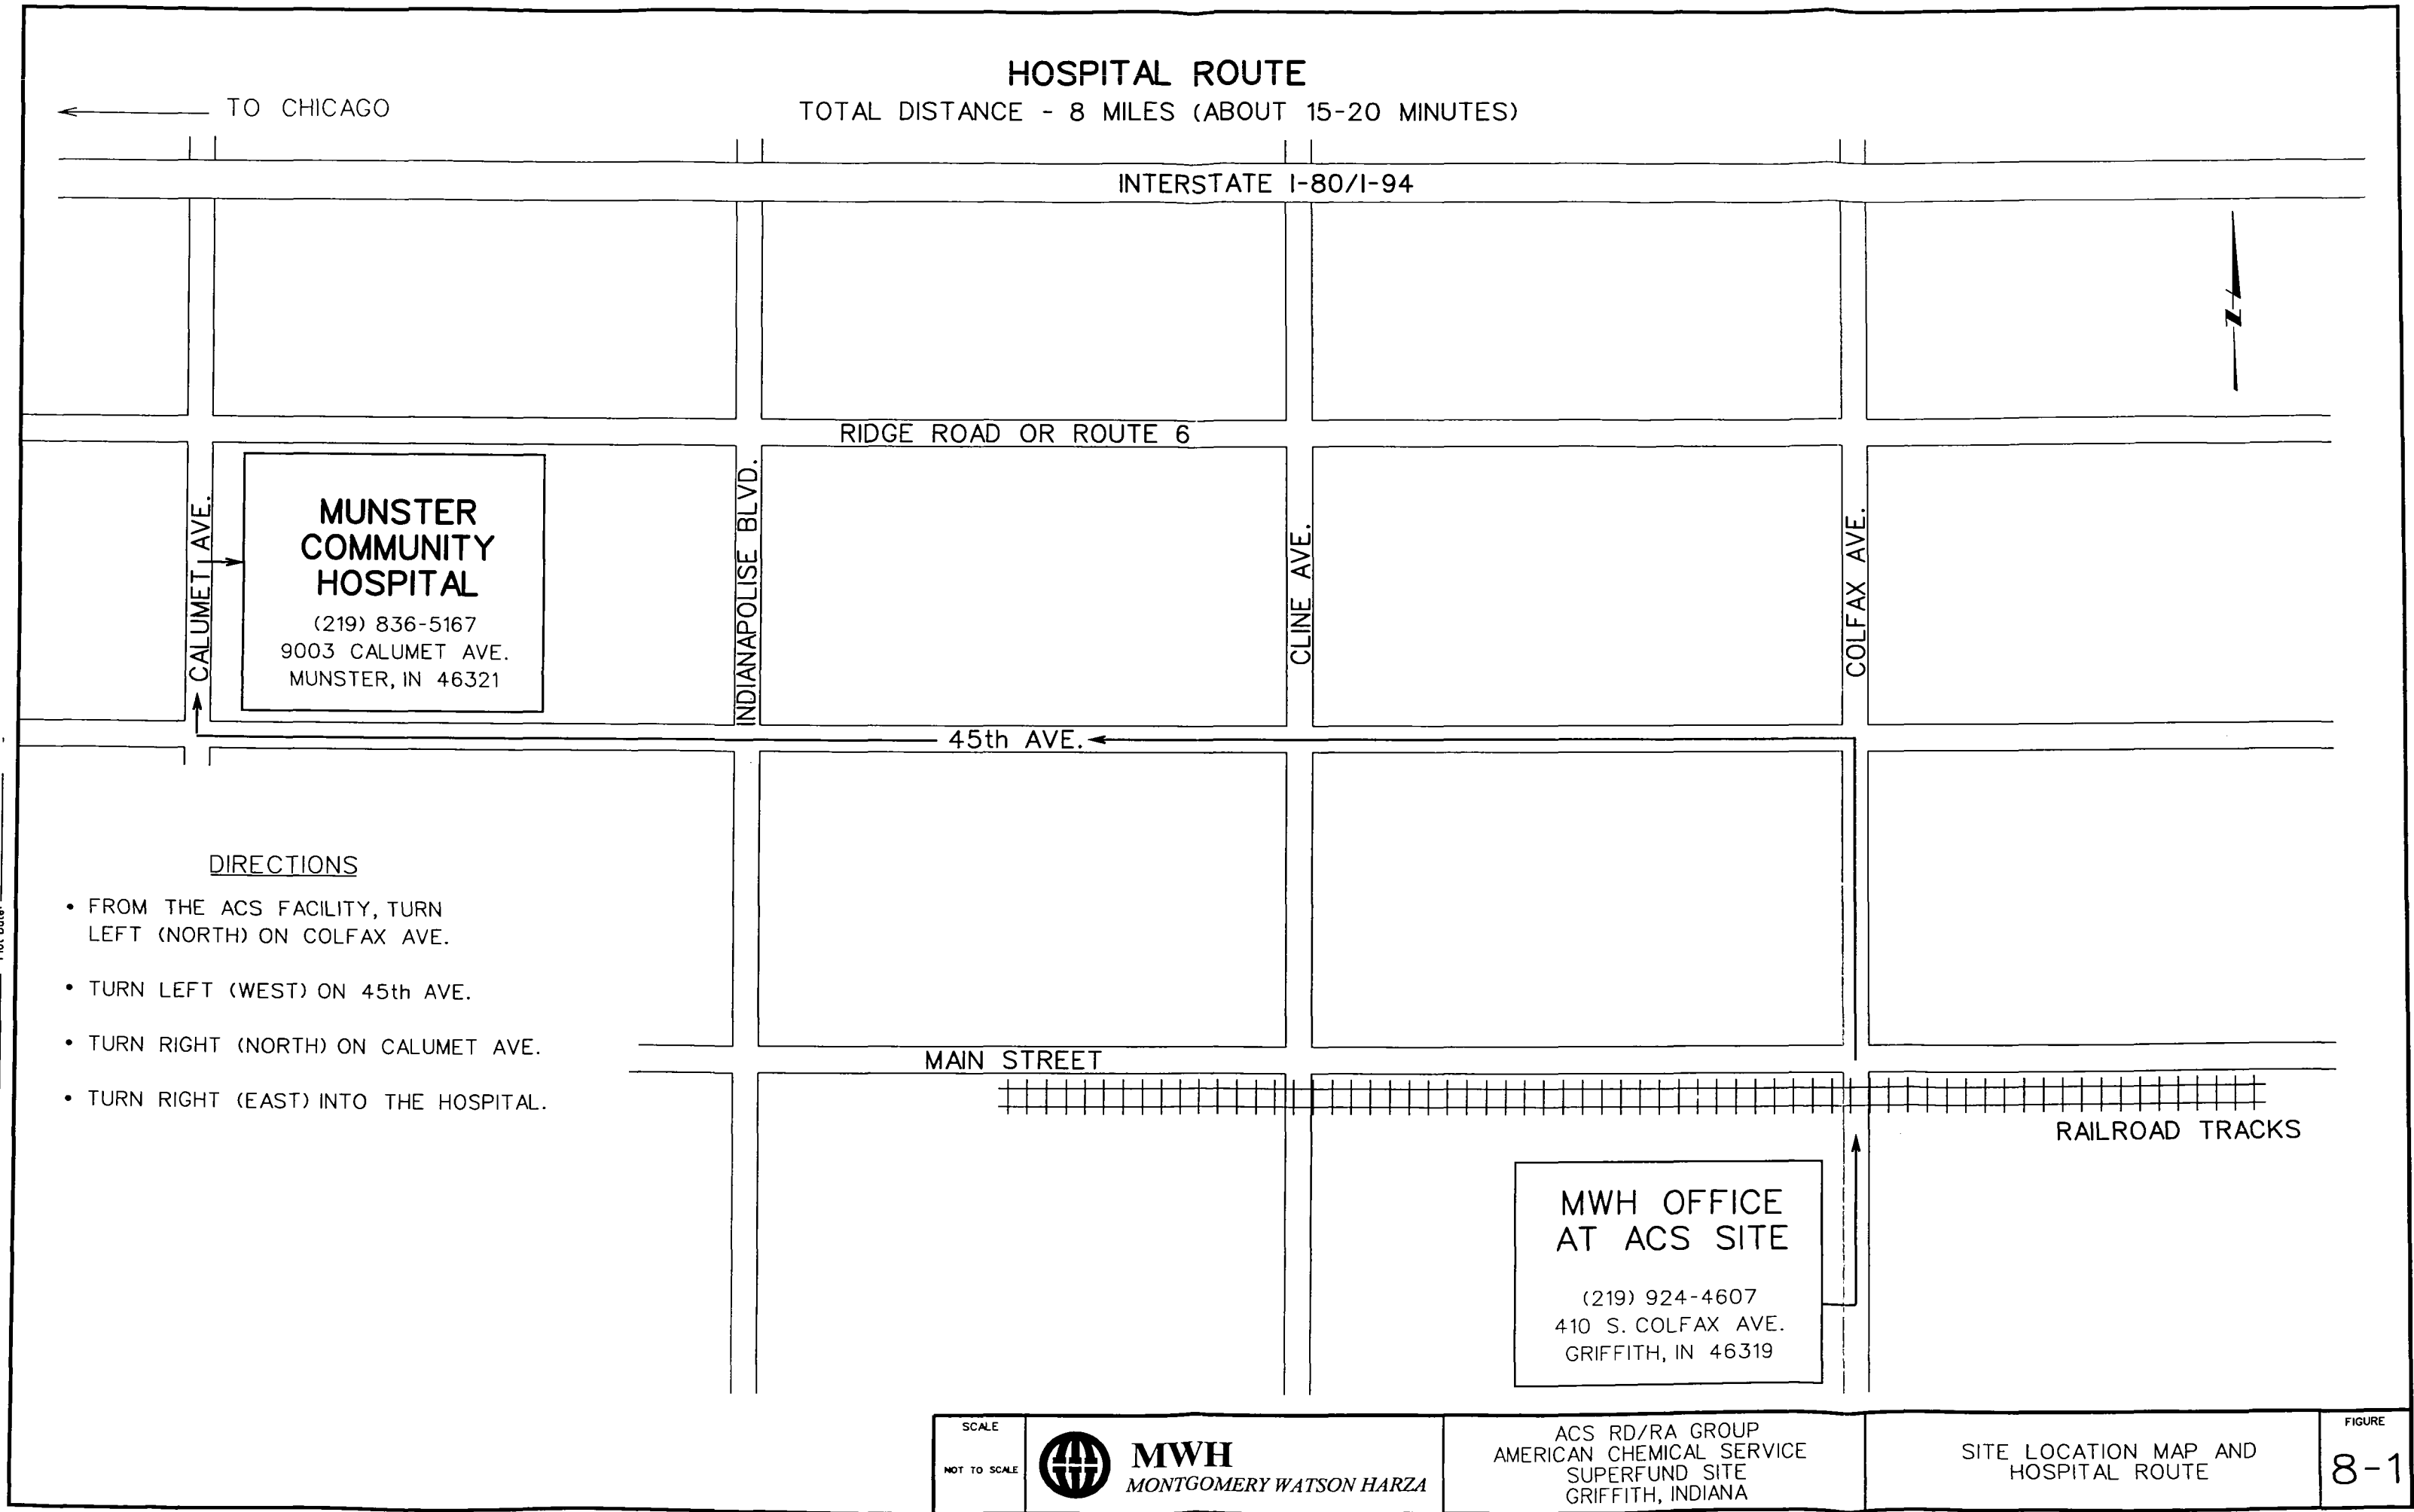 HOSPITAL ROUTE
TOTAL DISTANCE - 8 MILES (ABOUT 15-20 MINUTES)
TO CHICAGO
INTERSTATE I-80/I-94
N
RIDGE ROAD OR ROUTE 6
CALUMET AVE.
MUNSTER
COMMUNITY
HOSPITAL
(219) 836-5167
9003 CALUMET AVE.
MUNSTER, IN 46321
INDIANAPOLISE BLVD.
CLINE AVE.
COLFAX AVE.
45th AVE.
DIRECTIONS
• FROM THE ACS FACILITY, TURN
LEFT (NORTH) ON COLFAX AVE.
• TURN LEFT (WEST) ON 45th AVE.
• TURN RIGHT (NORTH) ON CALUMET AVE.
• TURN RIGHT (EAST) INTO THE HOSPITAL.
MAIN STREET
RAILROAD TRACKS
MWH OFFICE
AT ACS SITE
(219) 924-4607
410 S. COLFAX AVE.
GRIFFITH, IN 46319
SCALE
NOT TO SCALE
MWH
MONTGOMERY WATSON HARZA
ACS RD/RA GROUP
AMERICAN CHEMICAL SERVICE
SUPERFUND SITE
GRIFFITH, INDIANA
SITE LOCATION MAP AND
HOSPITAL ROUTE
FIGURE
8-1